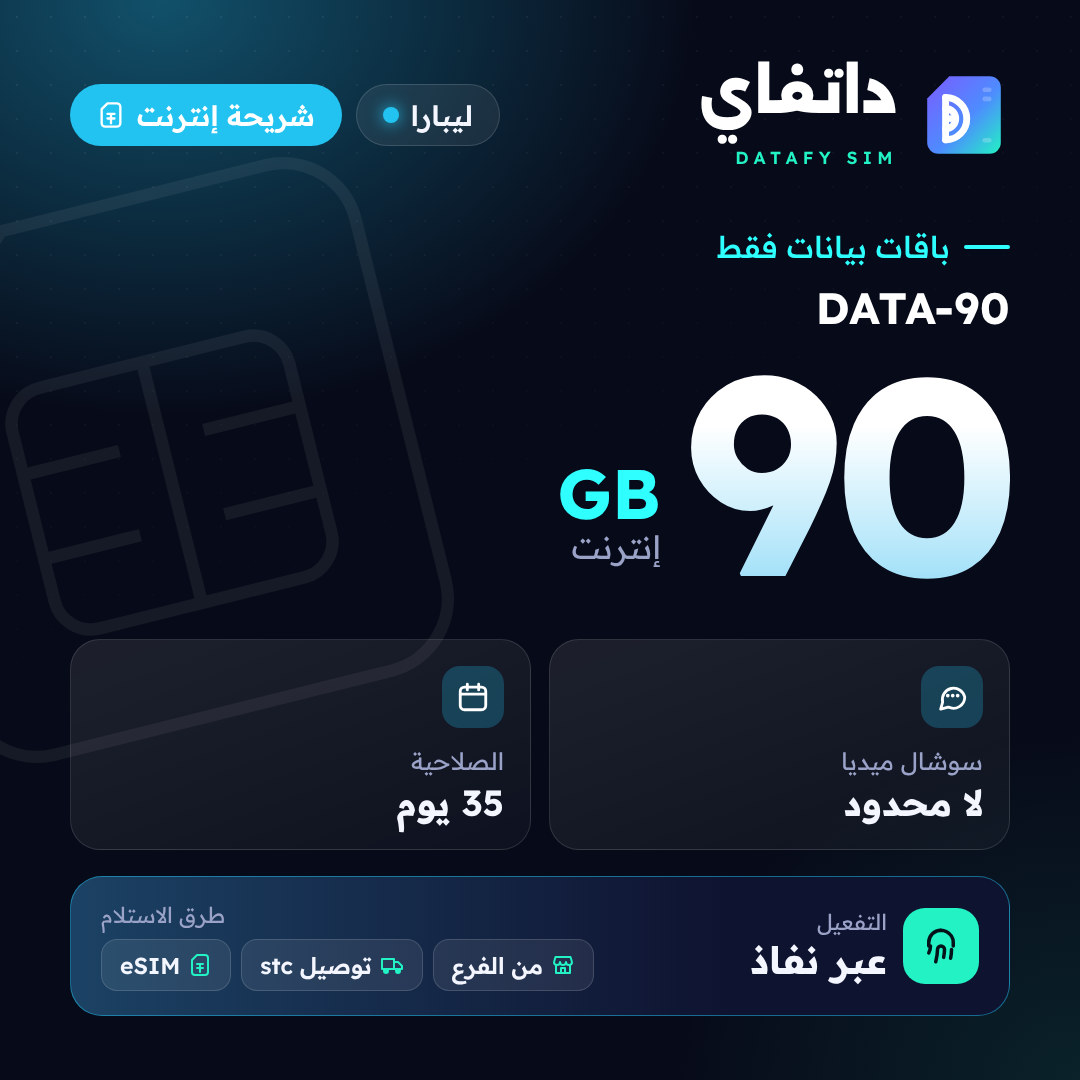 داتفاي
DATAFY SIM
ليبارا
شريحة إنترنت
باقات بيانات فقط
DATA-90
90
GB
إنترنت
سوشال ميديا
لا محدود
الصلاحية
35 يوم
التفعيل
عبر نفاذ
طرق الاستلام
من الفرع
توصيل stc
eSIM